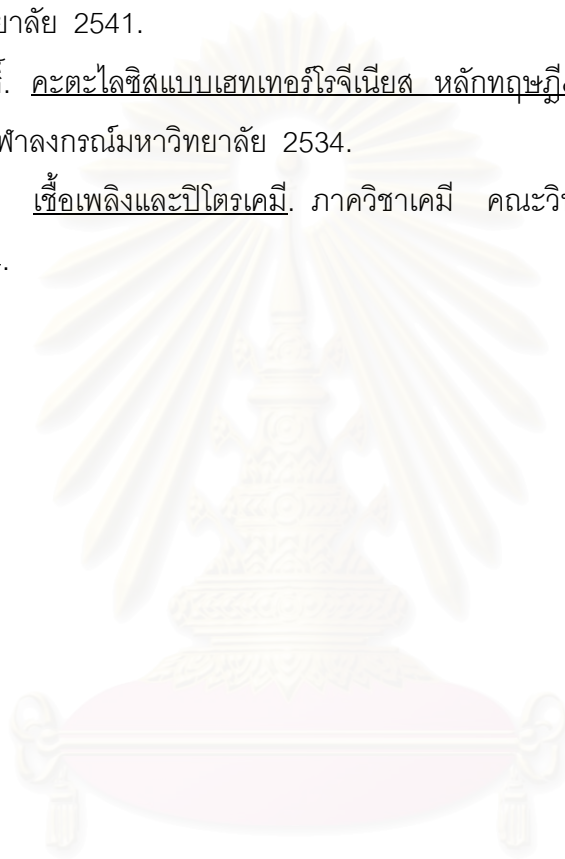 ยาลัย 2541.
. คะตะไลซิสแบบเฮทเทอร์โรจีเนียส หลักทฤษฎี
ฬาลงกรณ์มหาวิทยาลัย 2534.
เชื้อเพลิงและปิโตรเคมี. ภาควิชาเคมี คณะวิท
.